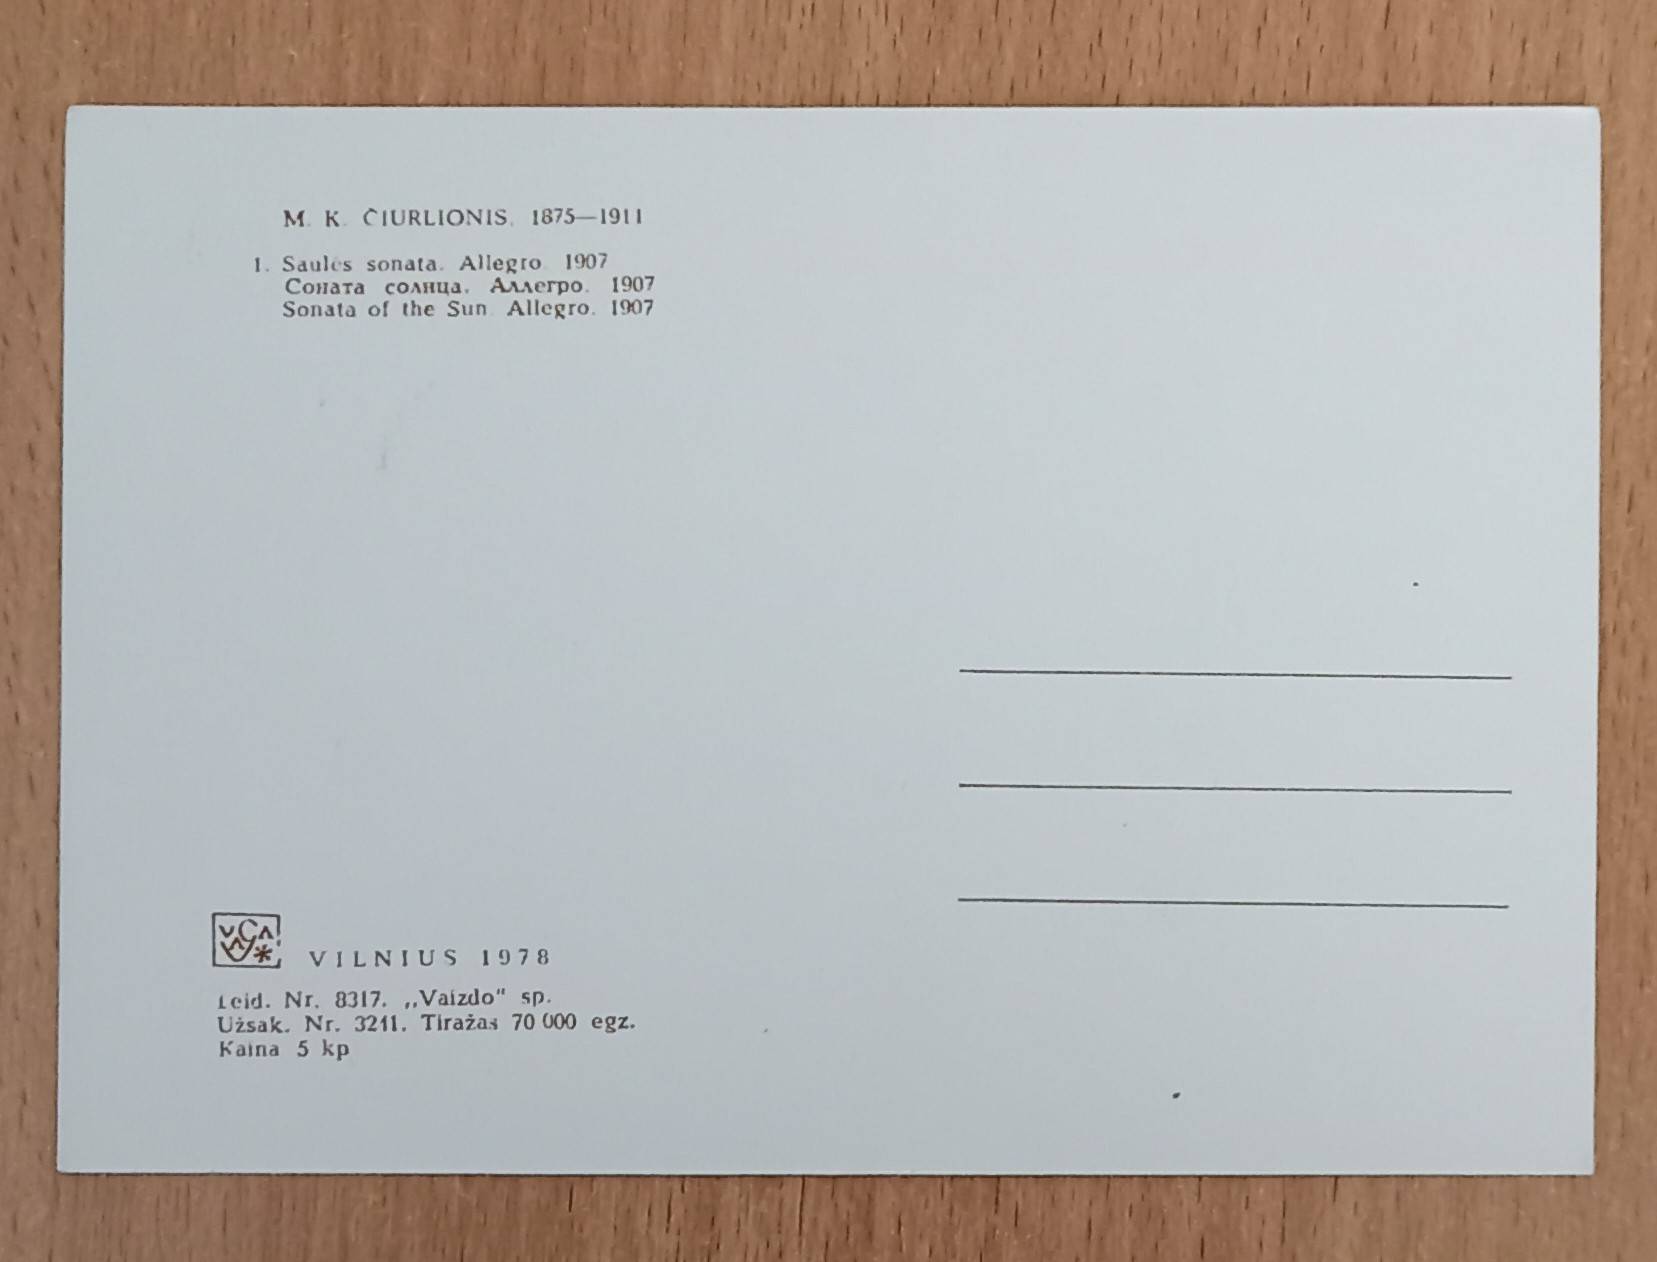 M. K. ČIURLIONIS. 1875—1911
1. Saulės sonata. Allegro. 1907
Соната солнца. Аллегро. 1907
Sonata of the Sun. Allegro. 1907
VILNIUS 1978
Leid. Nr. 8317. „Vaizdo“ sp.
Užsak. Nr. 3241. Tiražas 70 000 egz.
Kaina 5 kp